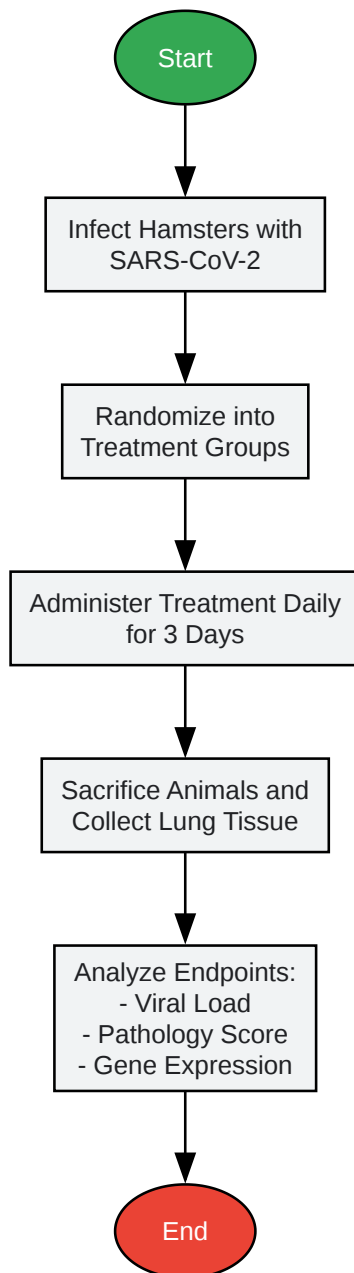 Start
Infect Hamsters with
SARS-CoV-2
Randomize into
Treatment Groups
Administer Treatment Daily
for 3 Days
Sacrifice Animals and
Collect Lung Tissue
Analyze Endpoints:
- Viral Load
- Pathology Score
- Gene Expression
End